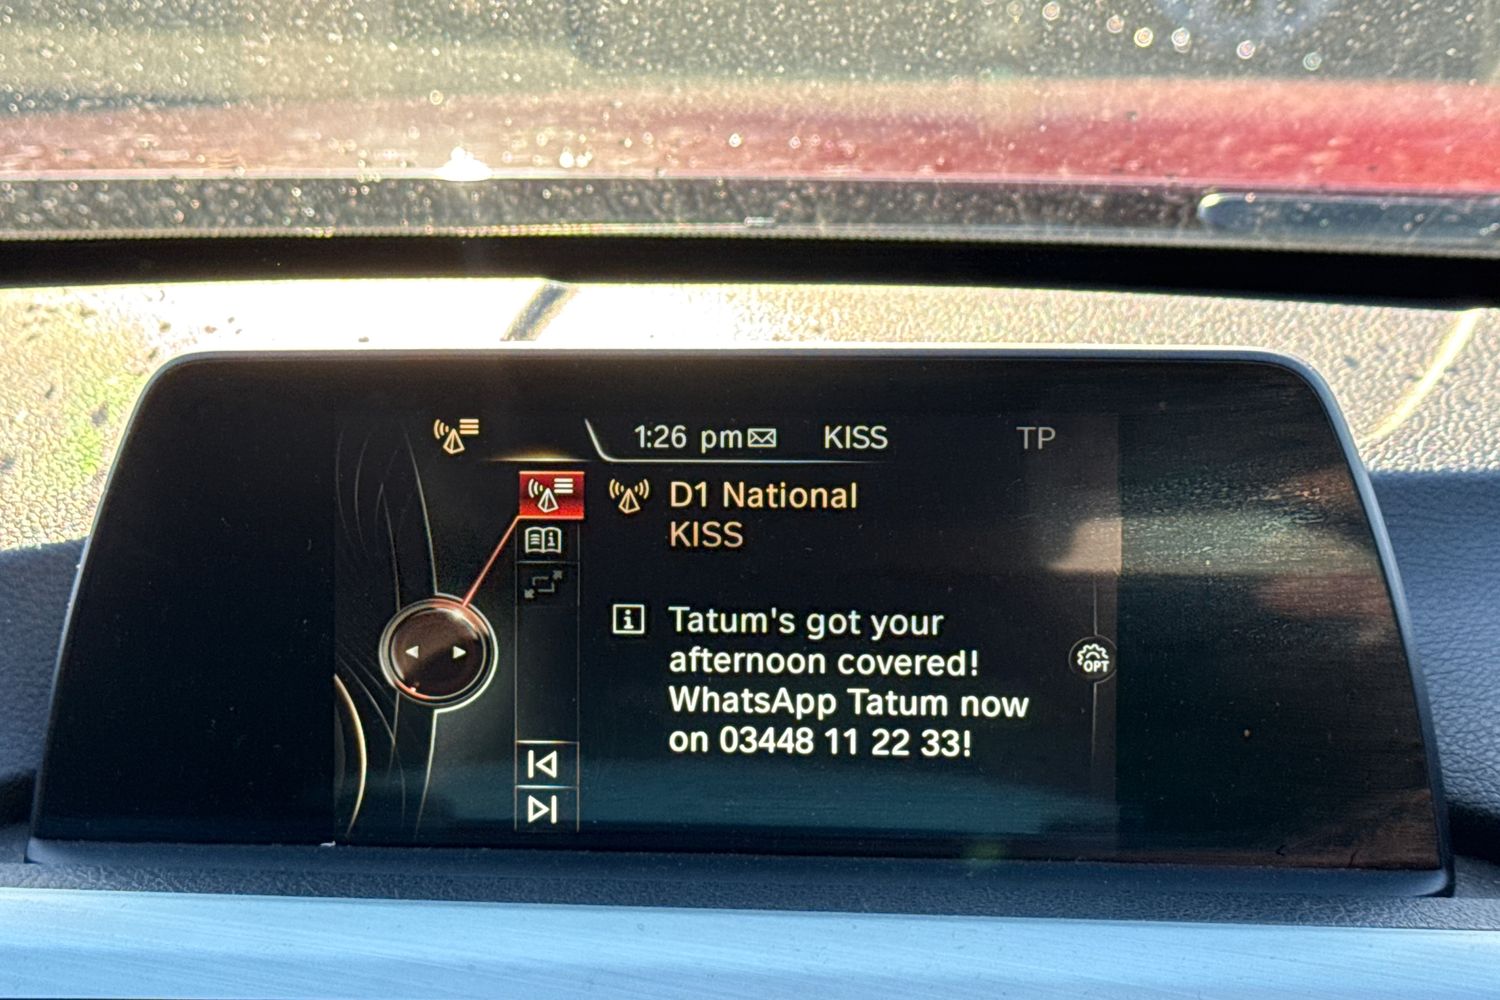 1:26 pm KISS TP
D1 National
KISS
Tatum's got your
afternoon covered!
WhatsApp Tatum now
on 03448 11 22 33!
OPT